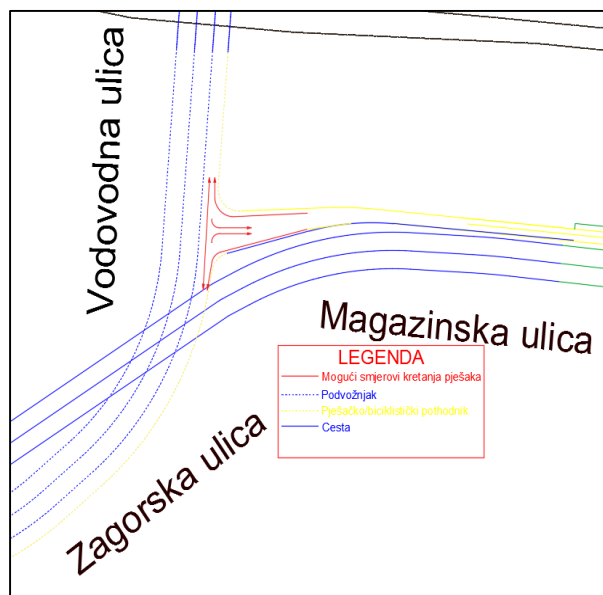 Vodovodna ulica
Magazinska ulica
LEGENDA
Mogući smjerovi kretanja pješaka
Podvožnjak
Pješačko/biciklistički pothodnik
Cesta
Zagorska ulica